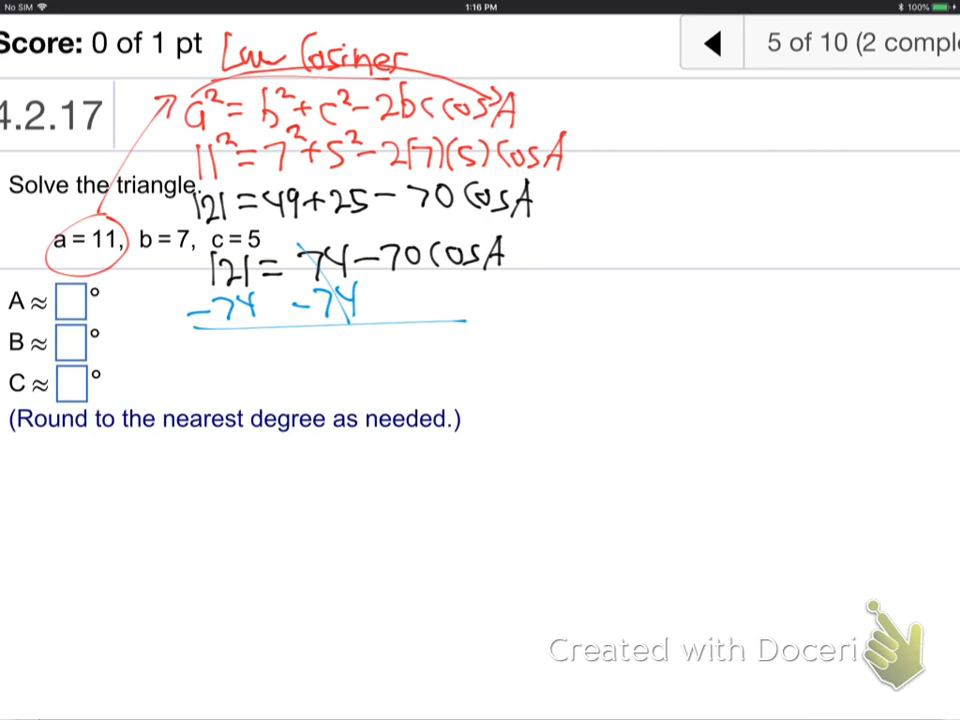 No SIM 1:16 PM 100%
Score: 0 of 1 pt
Law Cosines
5 of 10 (2 comple
4.2.17
a² = b² + c² - 2bc cos A
11² = 7² + 5² - 2(7)(5) cos A
Solve the triangle.
121 = 49 + 25 - 70 cos A
a = 11, b = 7, c = 5
121 = 74 - 70 cos A
-74 -74
A ≈ °
B ≈ °
C ≈ °
(Round to the nearest degree as needed.)
Created with Doceri